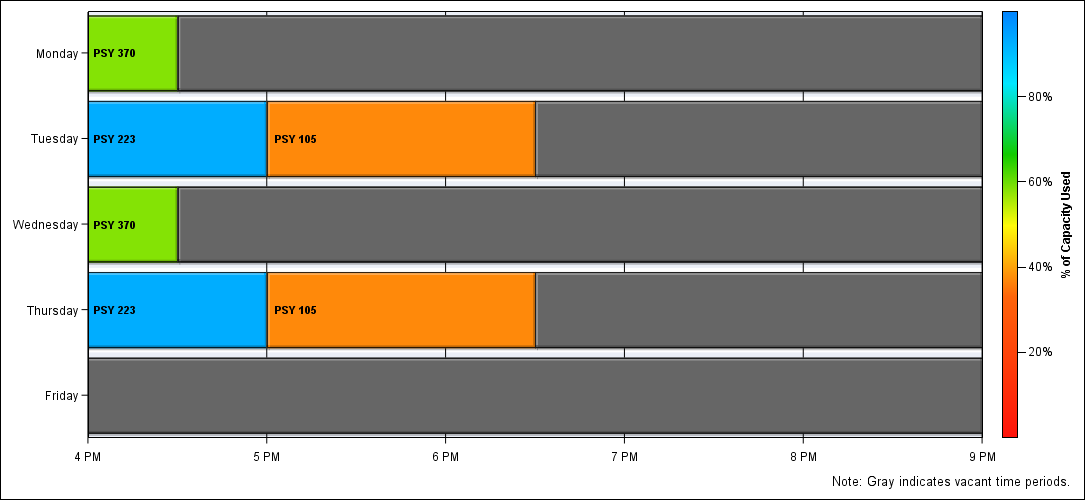 Monday
PSY 370
Tuesday
PSY 223
PSY 105
Wednesday
PSY 370
Thursday
PSY 223
PSY 105
Friday
4 PM
5 PM
6 PM
7 PM
8 PM
9 PM
80%
60%
40%
20%
% of Capacity Used
Note: Gray indicates vacant time periods.